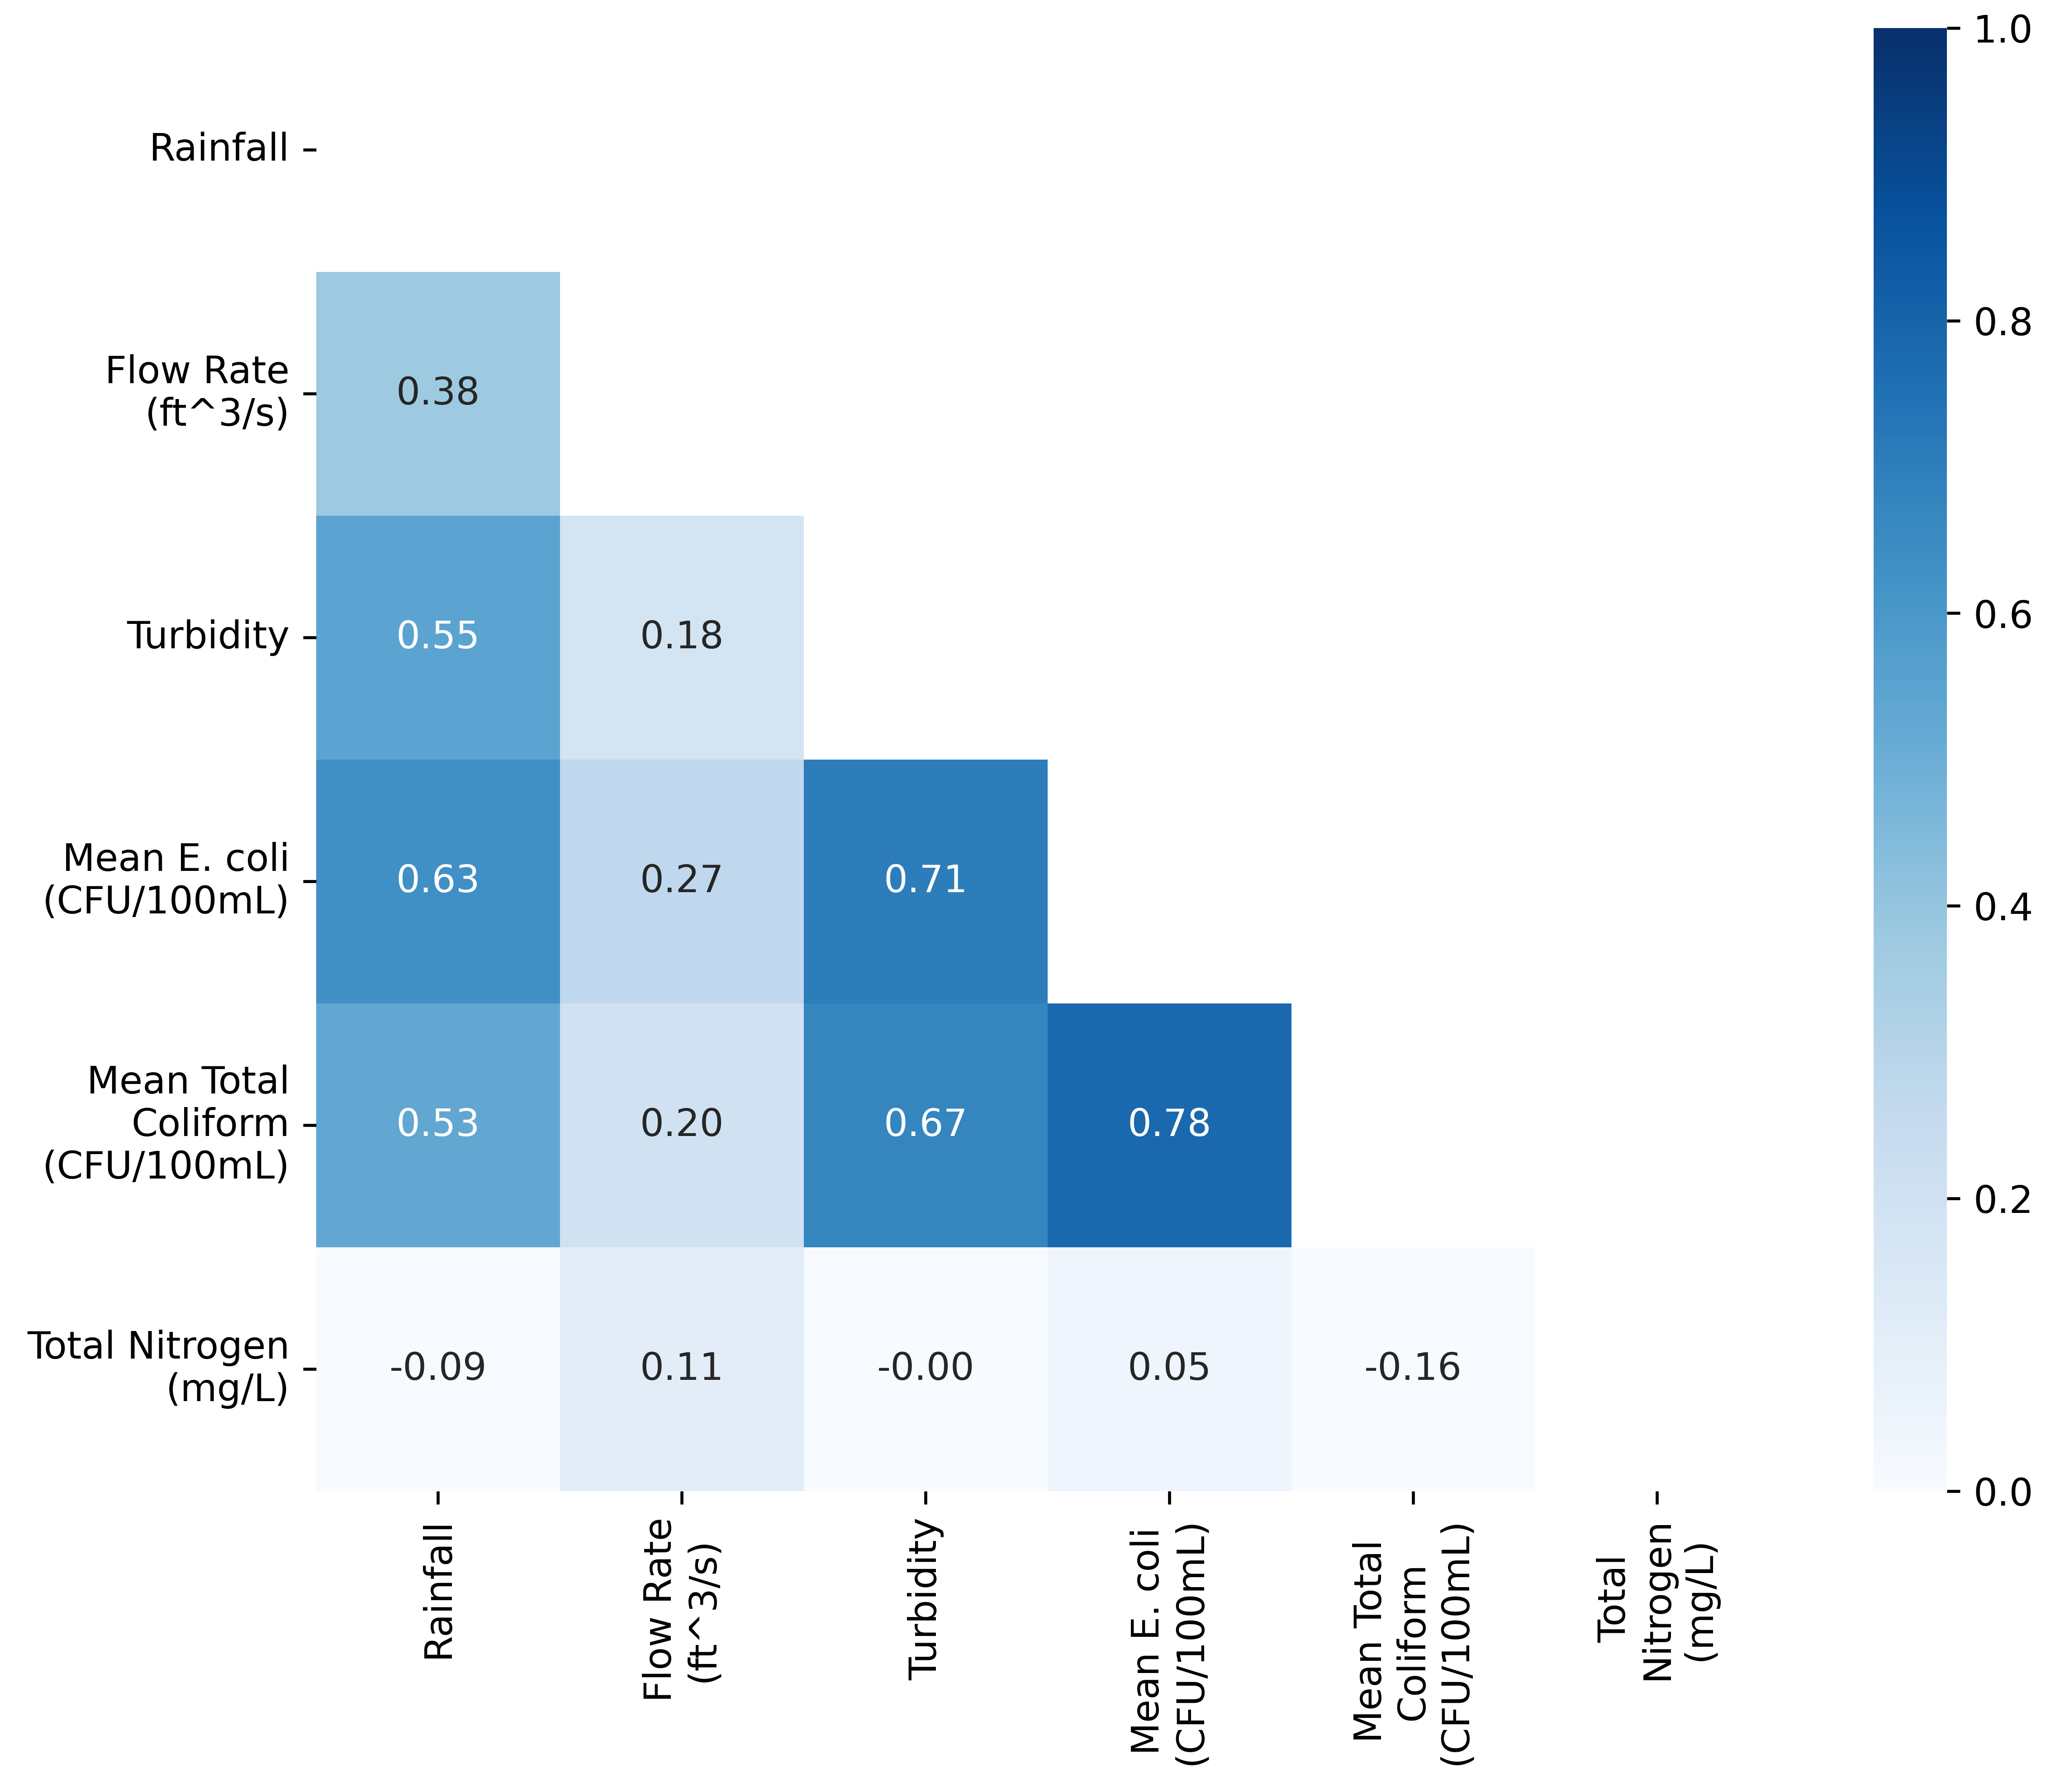 1.0
Rainfall
0.8
Flow Rate
(ft^3/s)
0.38
Turbidity
0.55 0.18
0.6
Mean E. coli
(CFU/100mL)
0.63 0.27 0.71
0.4
Mean Total
Coliform
(CFU/100mL)
0.53 0.20 0.67 0.78
0.2
Total Nitrogen
(mg/L)
-0.09 0.11 -0.00 0.05 -0.16
0.0
Rainfall
Flow Rate
(ft^3/s)
Turbidity
Mean E. coli
(CFU/100mL)
Mean Total
Coliform
(CFU/100mL)
Total
Nitrogen
(mg/L)